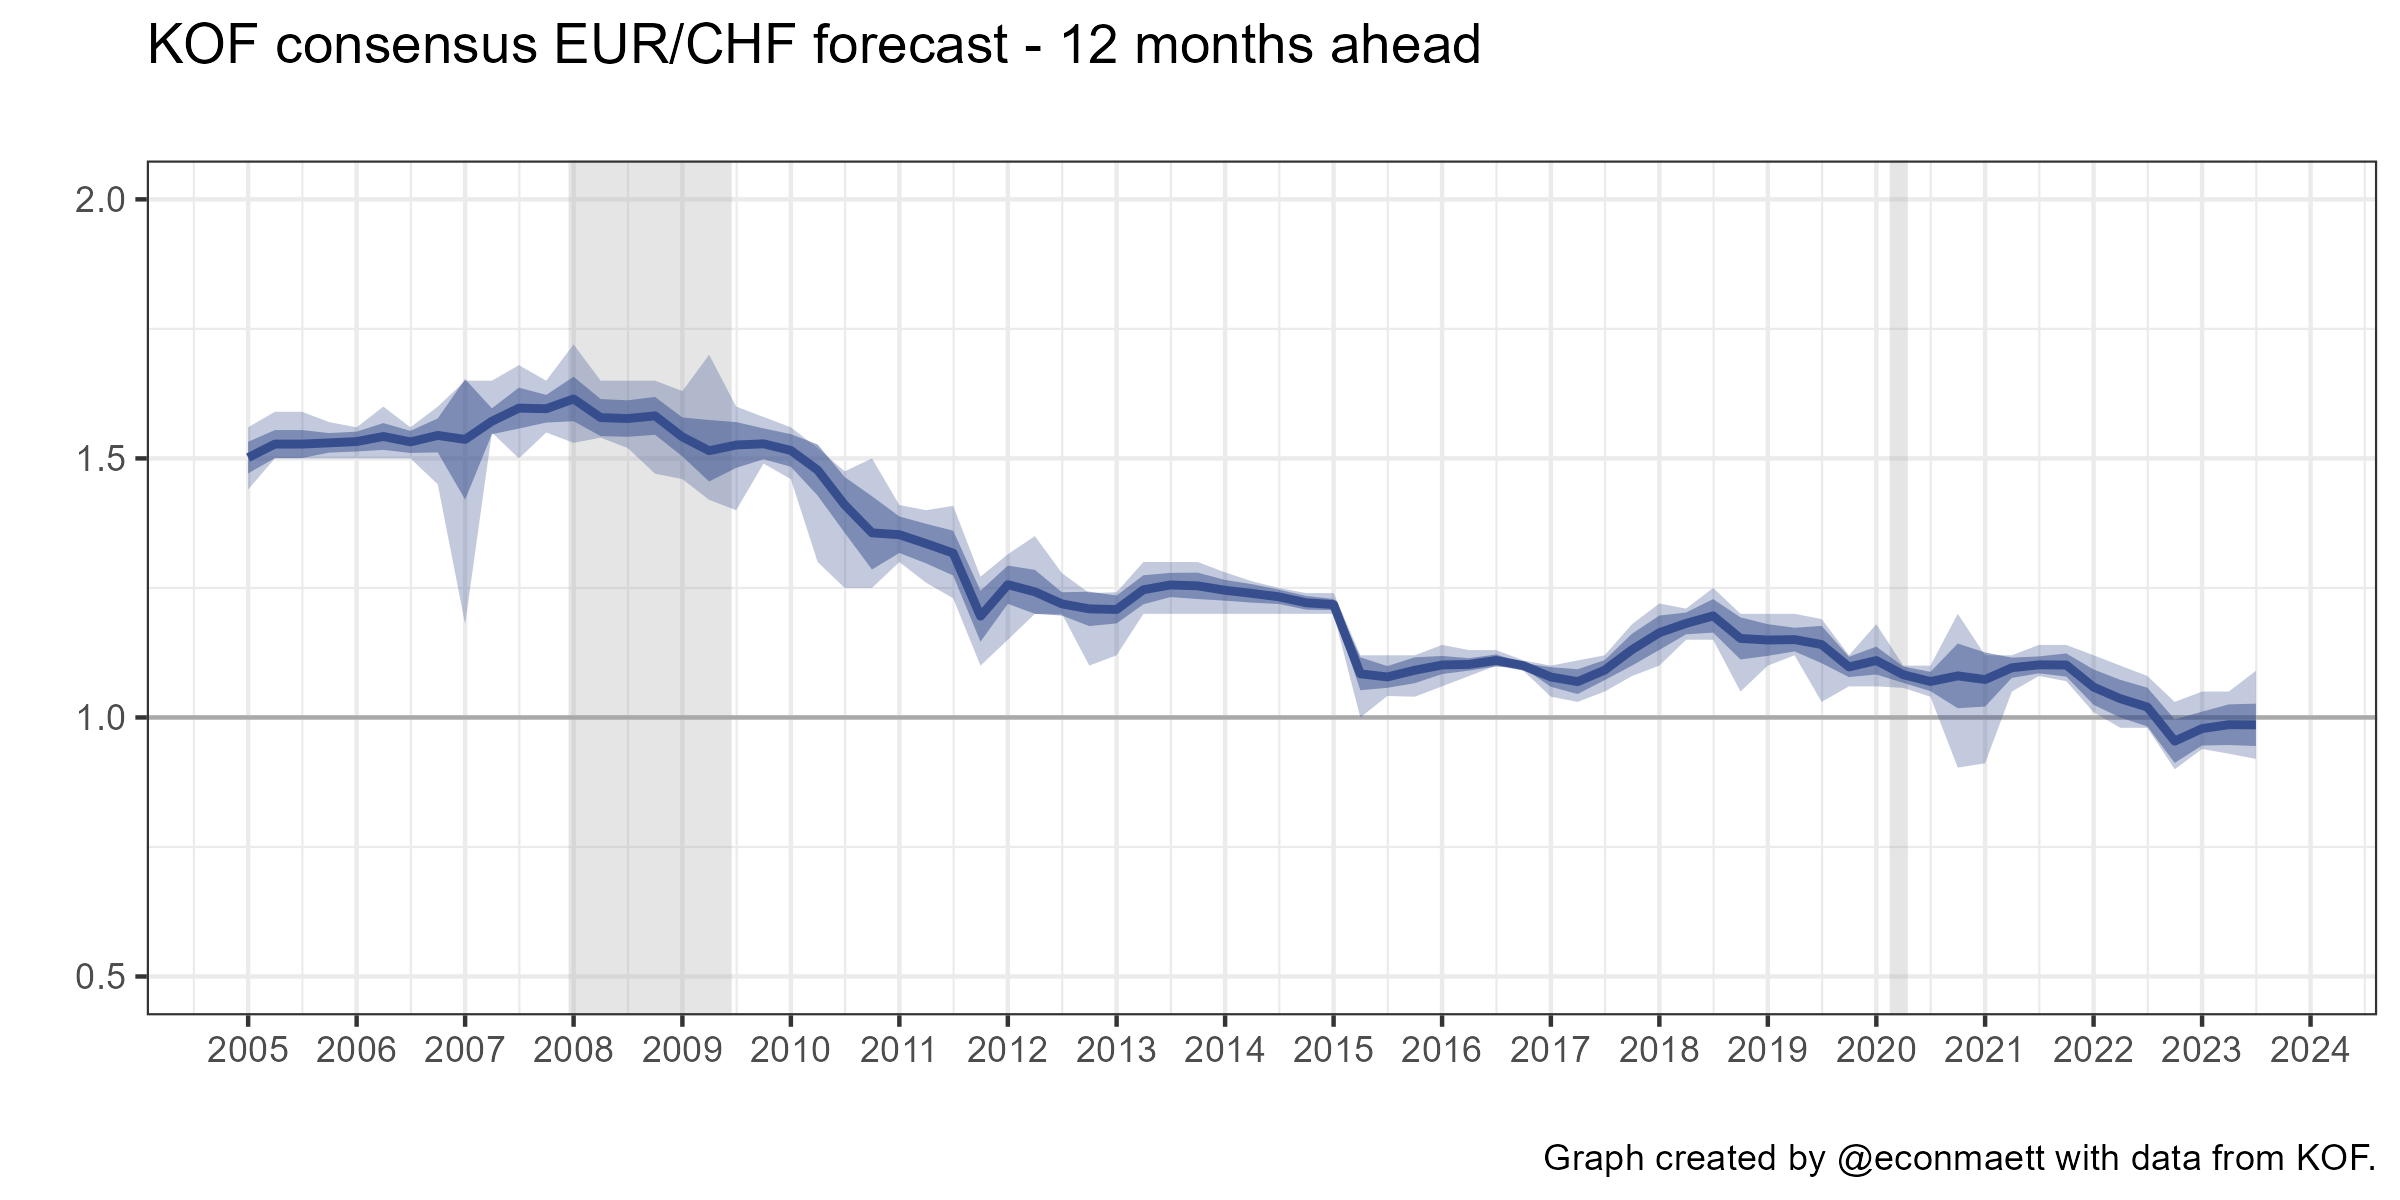 KOF consensus EUR/CHF forecast - 12 months ahead
2.0
1.5
1.0
0.5
2005 2006 2007 2008 2009 2010 2011 2012 2013 2014 2015 2016 2017 2018 2019 2020 2021 2022 2023 2024
Graph created by @econmaett with data from KOF.